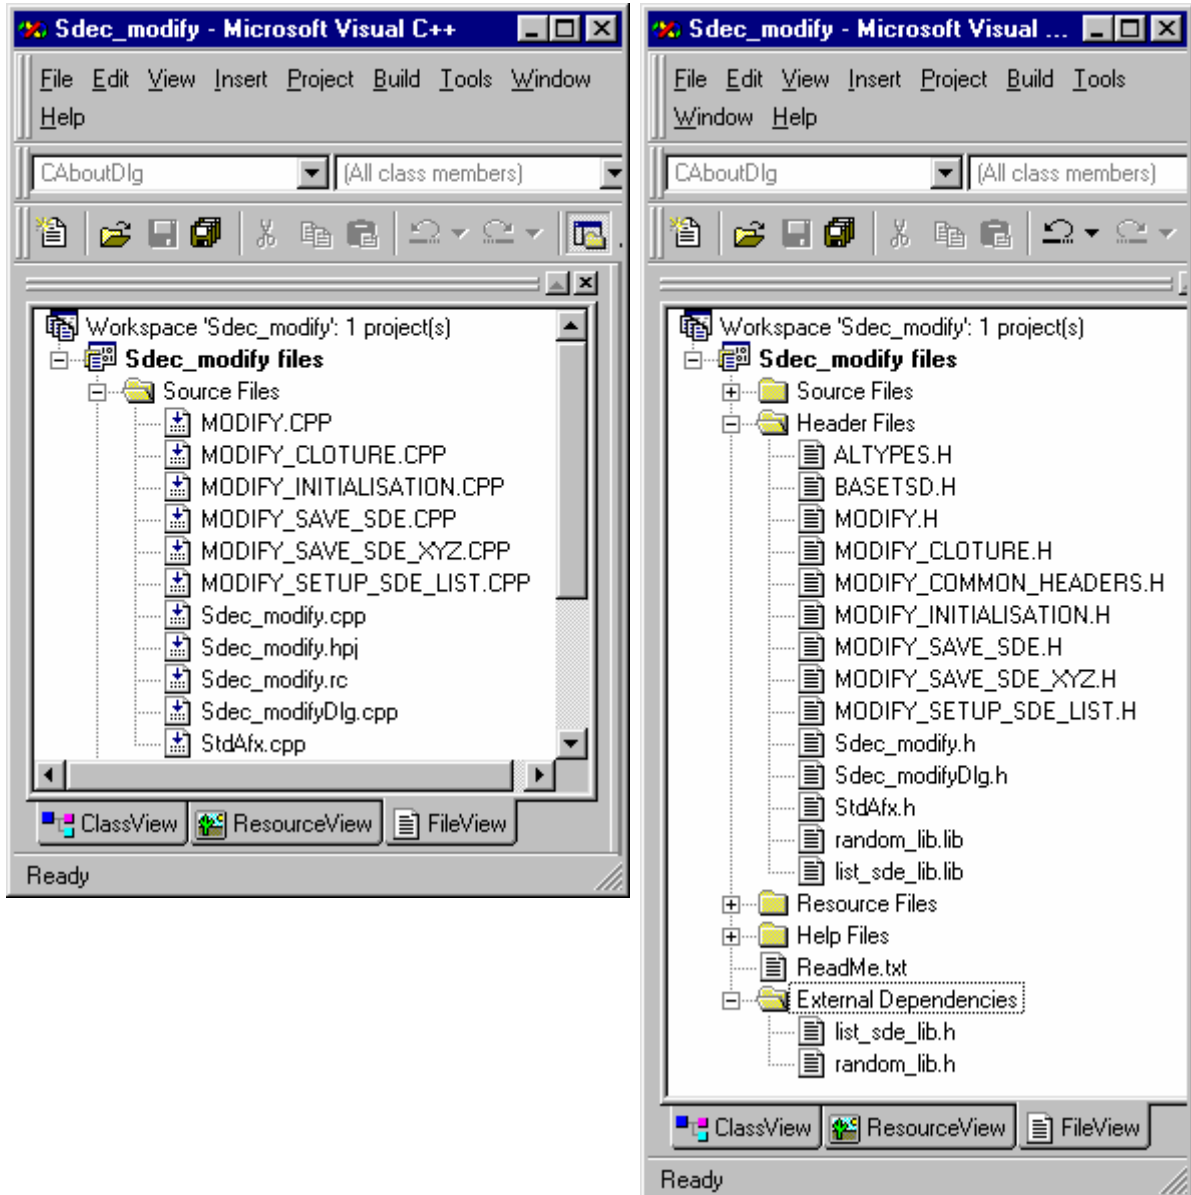 Sdec_modify - Microsoft Visual C++
File Edit View Insert Project Build Tools Window
Help
CAboutDlg (All class members)
Workspace 'Sdec_modify': 1 project(s)
Sdec_modify files
Source Files
MODIFY.CPP
MODIFY_CLOTURE.CPP
MODIFY_INITIALISATION.CPP
MODIFY_SAVE_SDE.CPP
MODIFY_SAVE_SDE_XYZ.CPP
MODIFY_SETUP_SDE_LIST.CPP
Sdec_modify.cpp
Sdec_modify.hpj
Sdec_modify.rc
Sdec_modifyDlg.cpp
StdAfx.cpp
ClassView ResourceView FileView
Ready
Sdec_modify - Microsoft Visual ...
File Edit View Insert Project Build Tools
Window Help
CAboutDlg (All class members)
Workspace 'Sdec_modify': 1 project(s)
Sdec_modify files
Source Files
Header Files
ALTYPES.H
BASETSD.H
MODIFY.H
MODIFY_CLOTURE.H
MODIFY_COMMON_HEADERS.H
MODIFY_INITIALISATION.H
MODIFY_SAVE_SDE.H
MODIFY_SAVE_SDE_XYZ.H
MODIFY_SETUP_SDE_LIST.H
Sdec_modify.h
Sdec_modifyDlg.h
StdAfx.h
random_lib.lib
list_sde_lib.lib
Resource Files
Help Files
ReadMe.txt
External Dependencies
list_sde_lib.h
random_lib.h
ClassView ResourceView FileView
Ready